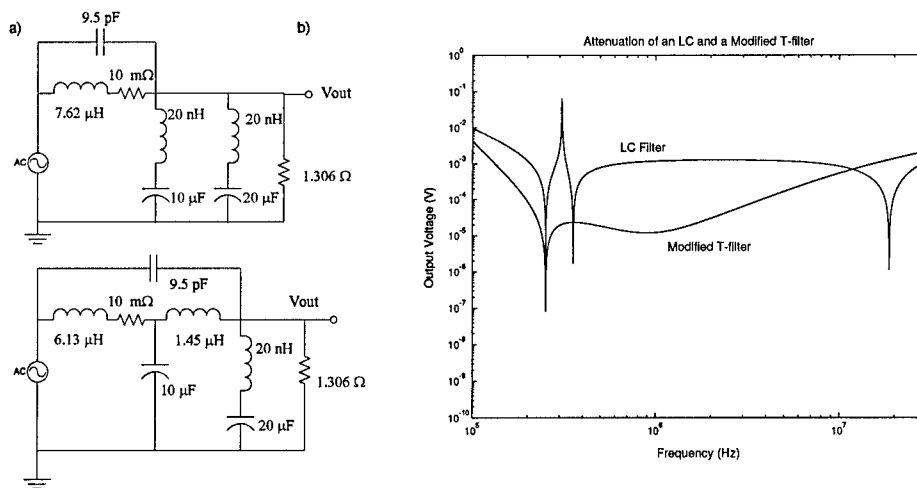 a)
9.5 pF
10 mΩ
7.62 μH
20 nH
20 nH
Vout
AC
10 μF
20 μF
1.306 Ω
9.5 pF
10 mΩ
Vout
6.13 μH
1.45 μH
20 nH
AC
10 μF
1.306 Ω
20 μF
b)
Attenuation of an LC and a Modified T-filter
Output Voltage (V)
10^0
10^-1
10^-2
10^-3
10^-4
10^-5
10^-6
10^-7
10^-8
10^-9
10^-10
LC Filter
Modified T-filter
10^5
10^6
10^7
Frequency (Hz)